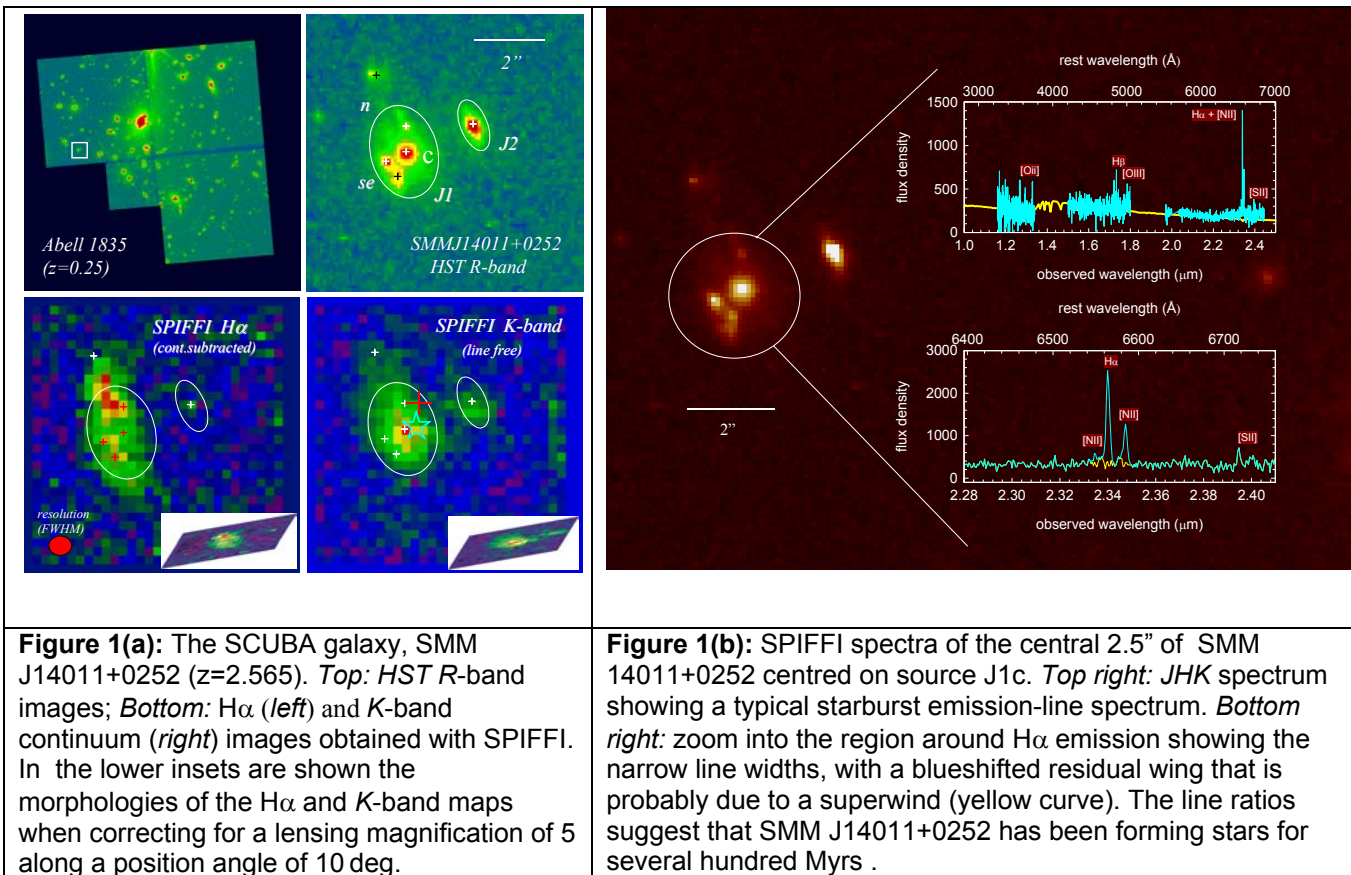 2”
n
c
J2
se
J1
Abell 1835
(z=0.25)
SMMJ14011+0252
HST R-band
SPIFFI Hα
(cont.subtracted)
SPIFFI K-band
(line free)
resolution
(FWHM)
2”
rest wavelength (Å)
3000 4000 5000 6000 7000
1500
1000
500
0
flux density
Hα + [NII]
[Oii]
Hβ
[OIII]
[SII]
1.0 1.2 1.4 1.6 1.8 2.0 2.2 2.4
observed wavelength (μm)
rest wavelength (Å)
6400 6500 6600 6700
3000
2000
1000
0
flux density
Hα
[NII]
[NII]
[SII]
2.28 2.30 2.32 2.34 2.36 2.38 2.40
observed wavelength (μm)
Figure 1(a): The SCUBA galaxy, SMM
J14011+0252 (z=2.565). Top: HST R-band
images; Bottom: Hα (left) and K-band
continuum (right) images obtained with SPIFFI.
In the lower insets are shown the
morphologies of the Hα and K-band maps
when correcting for a lensing magnification of 5
along a position angle of 10 deg.
Figure 1(b): SPIFFI spectra of the central 2.5” of SMM
14011+0252 centred on source J1c. Top right: JHK spectrum
showing a typical starburst emission-line spectrum. Bottom
right: zoom into the region around Hα emission showing the
narrow line widths, with a blueshifted residual wing that is
probably due to a superwind (yellow curve). The line ratios
suggest that SMM J14011+0252 has been forming stars for
several hundred Myrs .